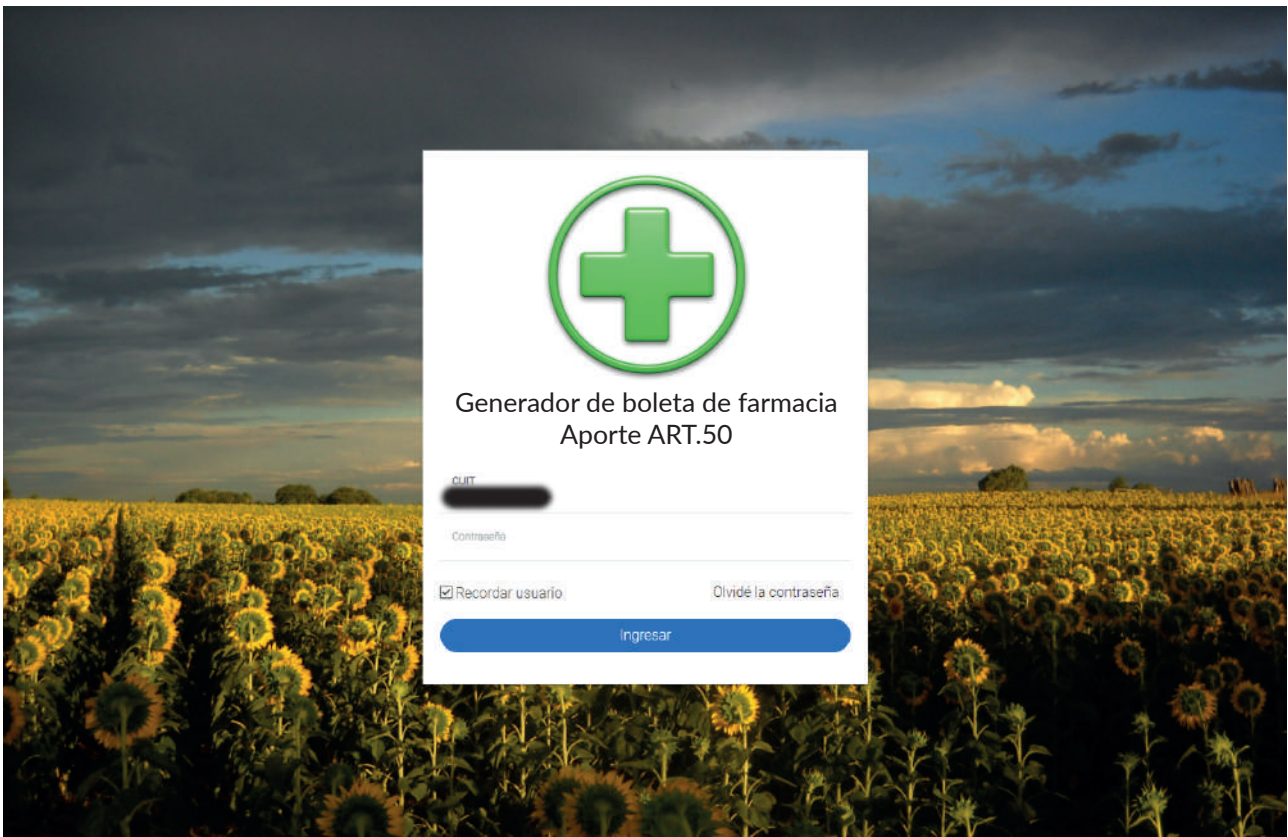 Generador de boleta de farmacia
Aporte ART.50
CUIT
Contraseña
Recordar usuario
Olvidé la contraseña
Ingresar